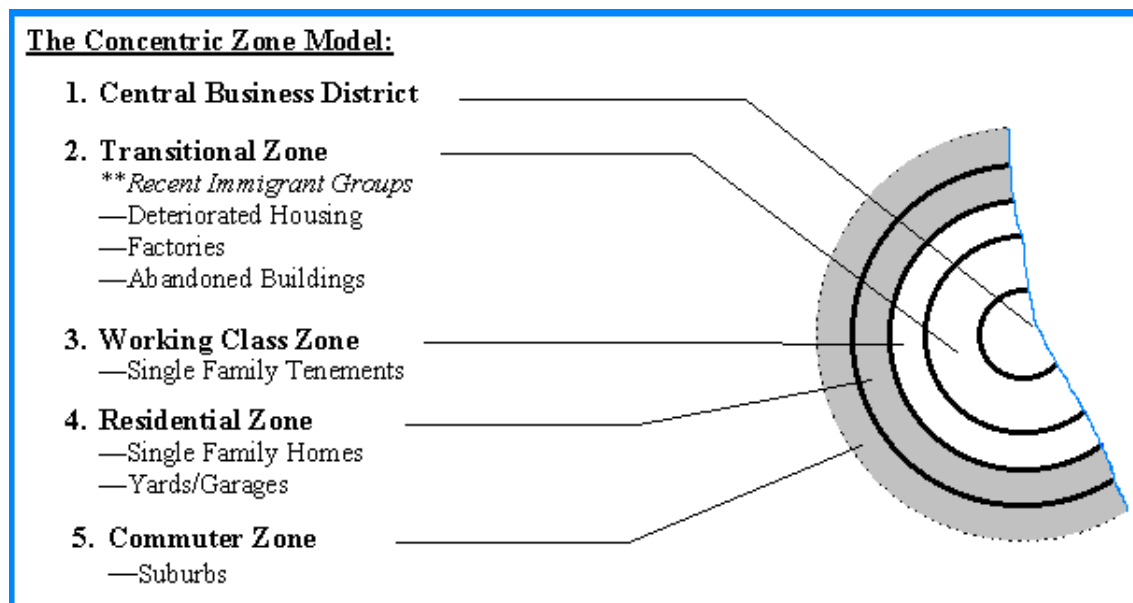 The Concentric Zone Model:
1. Central Business District
2. Transitional Zone
**Recent Immigrant Groups
—Deteriorated Housing
—Factories
—Abandoned Buildings
3. Working Class Zone
—Single Family Tenements
4. Residential Zone
—Single Family Homes
—Yards/Garages
5. Commuter Zone
—Suburbs